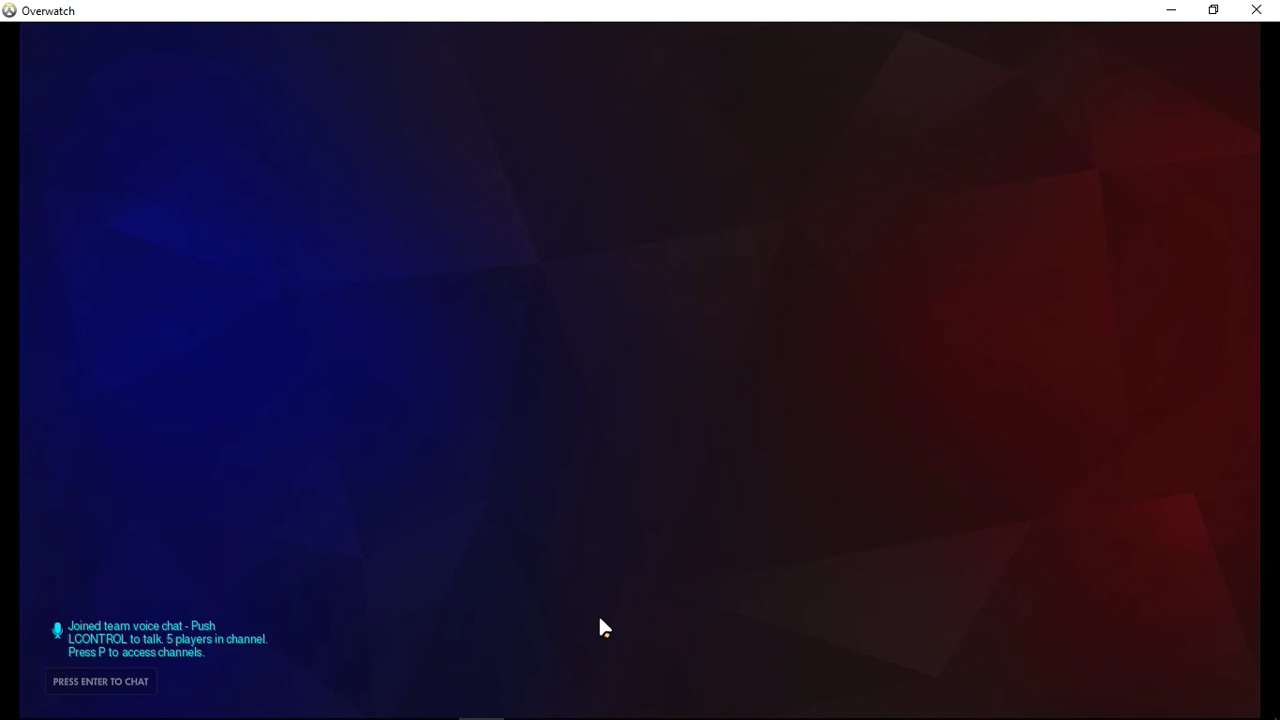 Overwatch
Joined team voice chat - Push
LCONTROL to talk. 5 players in channel.
Press P to access channels.
PRESS ENTER TO CHAT